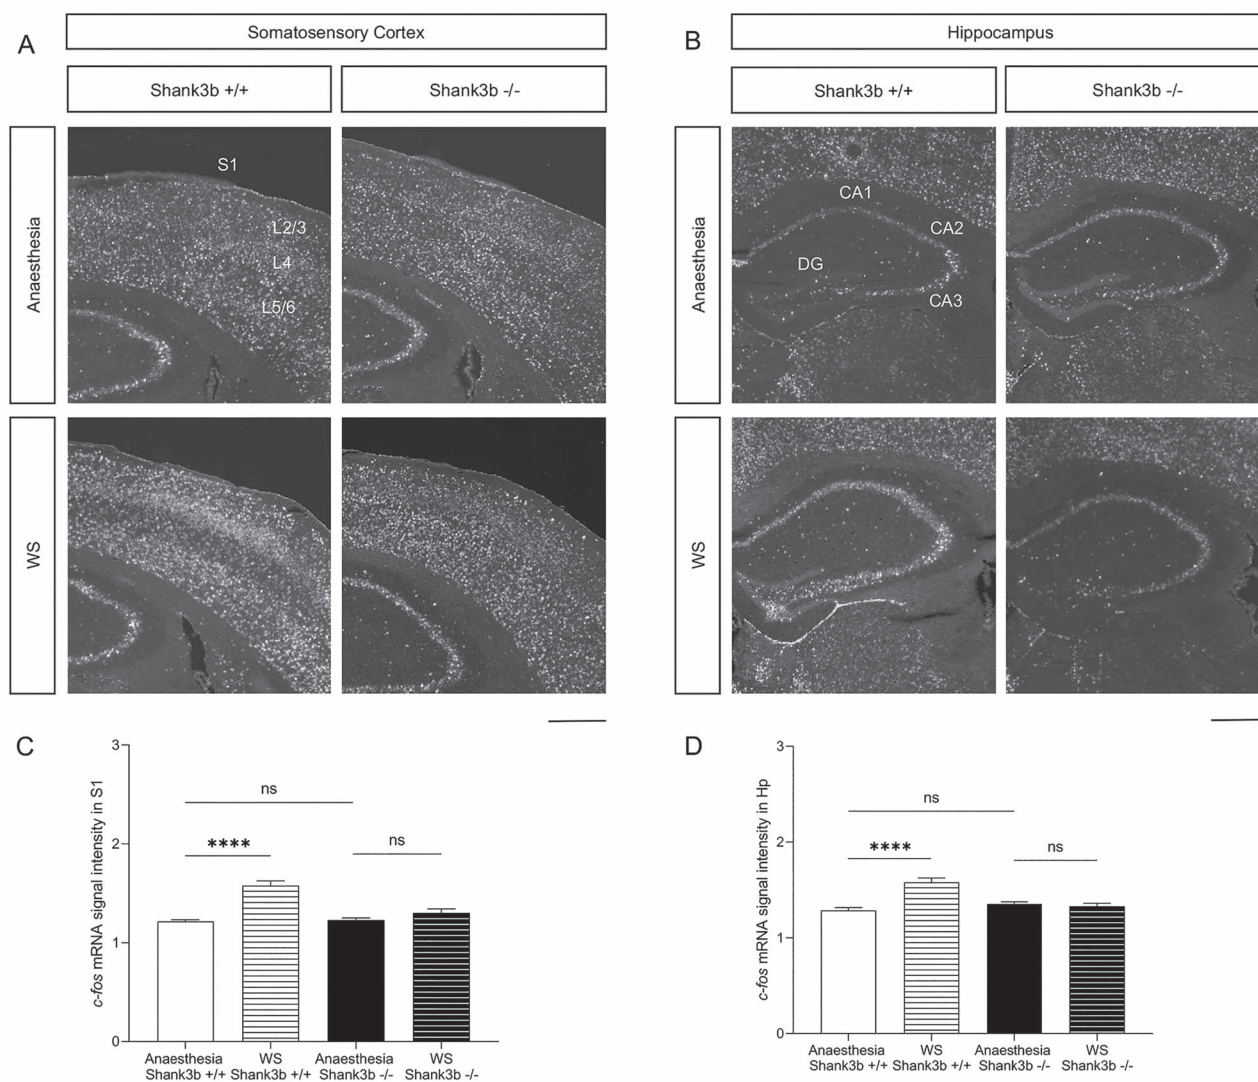 A
Somatosensory Cortex
Shank3b +/+
Shank3b -/-
Anaesthesia
S1
L2/3
L4
L5/6
WS
B
Hippocampus
Shank3b +/+
Shank3b -/-
Anaesthesia
CA1
CA2
DG
CA3
WS
C
c-fos mRNA signal intensity in S1
3
2
1
0
ns
****
ns
Anaesthesia
Shank3b +/+
WS
Shank3b +/+
Anaesthesia
Shank3b -/-
WS
Shank3b -/-
D
c-fos mRNA signal intensity in Hp
3
2
1
0
ns
****
ns
Anaesthesia
Shank3b +/+
WS
Shank3b +/+
Anaesthesia
Shank3b -/-
WS
Shank3b -/-